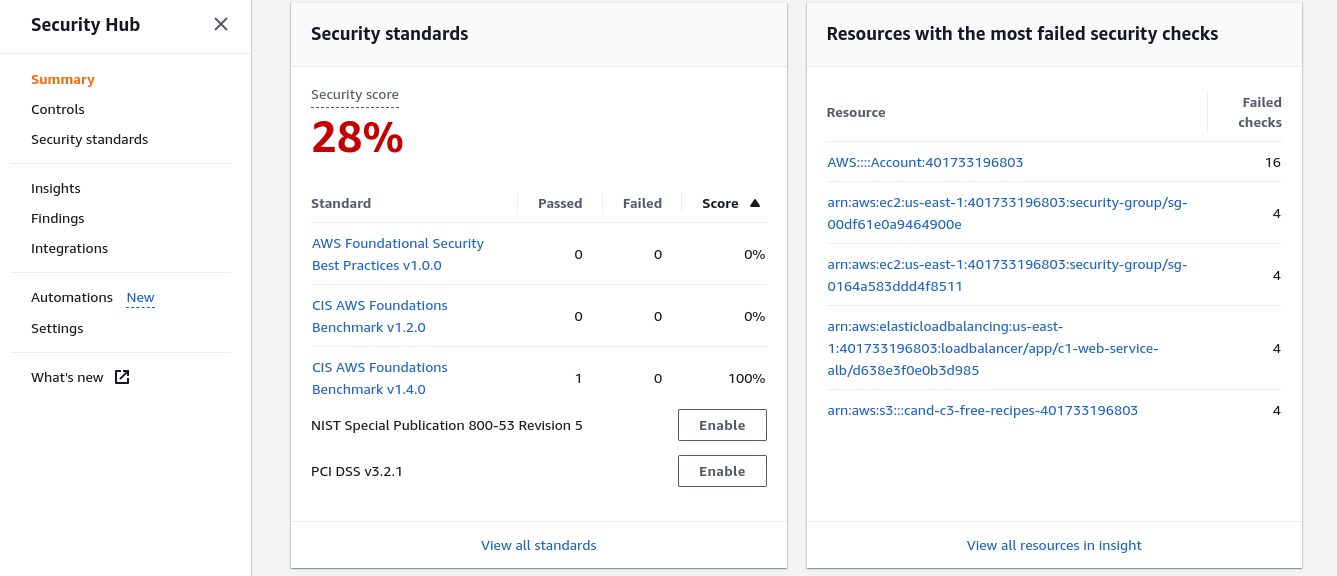 Security Hub
Summary
Controls
Security standards
Insights
Findings
Integrations
Automations New
Settings
What's new
Security standards
Security score
28%
Standard Passed Failed Score
AWS Foundational Security
Best Practices v1.0.0
0 0 0%
CIS AWS Foundations
Benchmark v1.2.0
0 0 0%
CIS AWS Foundations
Benchmark v1.4.0
1 0 100%
NIST Special Publication 800-53 Revision 5 Enable
PCI DSS v3.2.1 Enable
View all standards
Resources with the most failed security checks
Resource
Failed
checks
AWS::::Account:401733196803 16
arn:aws:ec2:us-east-1:401733196803:security-group/sg-
00df61e0a9464900e
4
arn:aws:ec2:us-east-1:401733196803:security-group/sg-
0164a583ddd4f8511
4
arn:aws:elasticloadbalancing:us-east-
1:401733196803:loadbalancer/app/c1-web-service-
alb/d638e3f0e0b3d985
4
arn:aws:s3:::cand-c3-free-recipes-401733196803 4
View all resources in insight